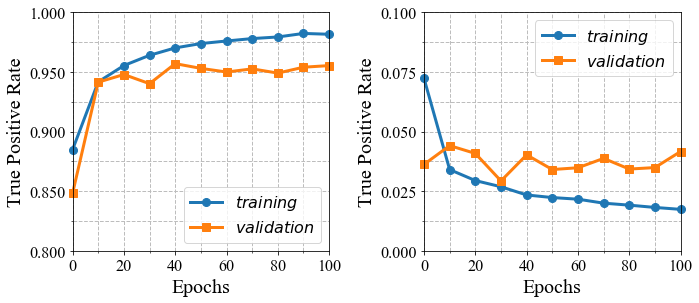 1.000
0.950
0.900
0.850
0.800
0
20
40
60
80
100
True Positive Rate
Epochs
training
validation
0.100
0.075
0.050
0.025
0.000
0
20
40
60
80
100
True Positive Rate
Epochs
training
validation